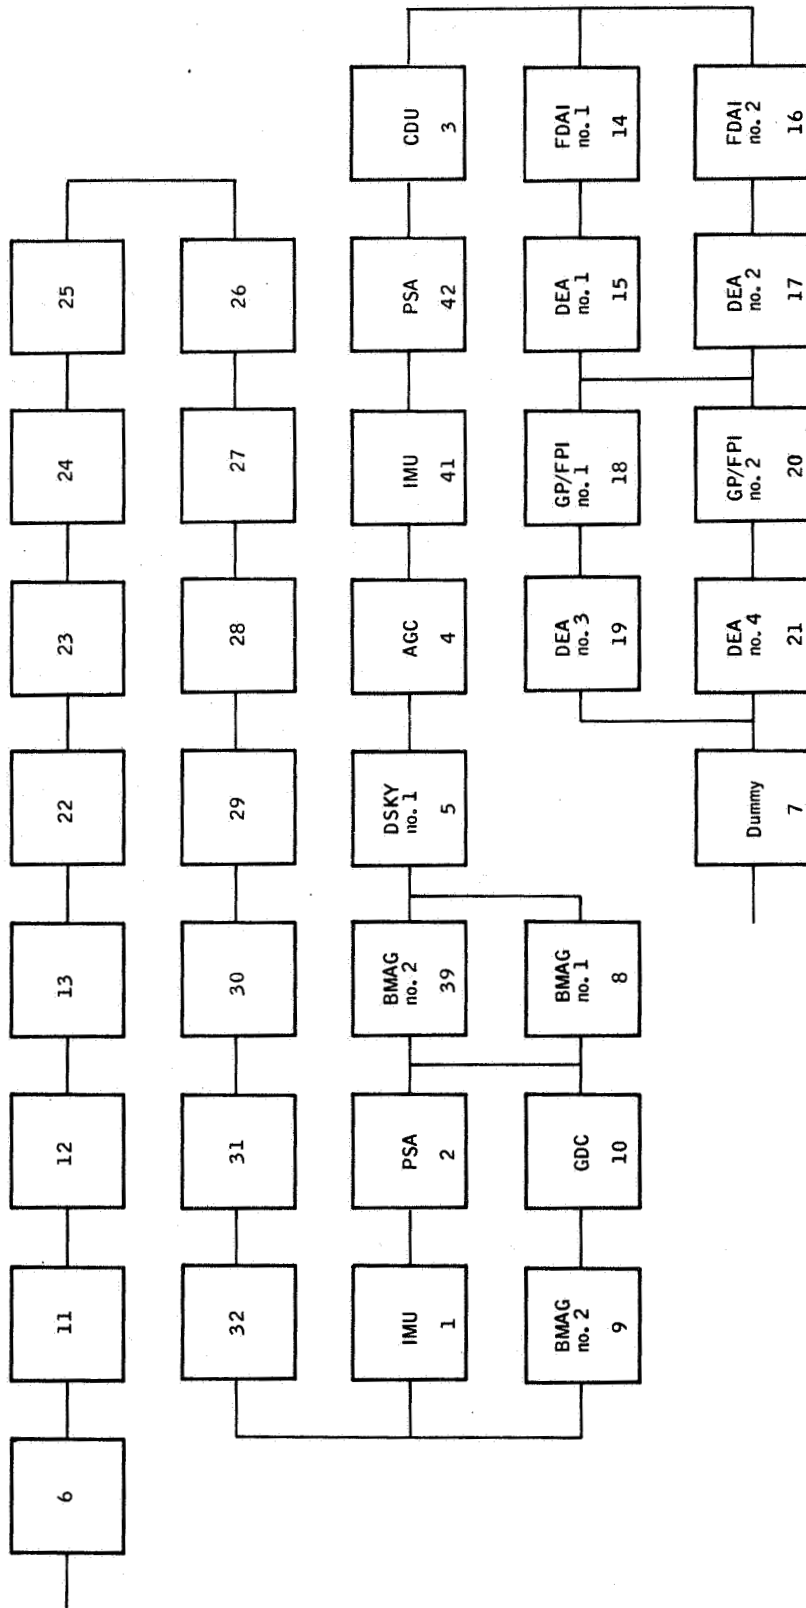 6
11
12
13
22
23
24
25
32
31
30
29
28
27
26
IMU
1
PSA
2
BMAG
no. 2
39
DSKY
no. 1
5
AGC
4
IMU
41
PSA
42
CDU
3
BMAG
no. 2
9
GDC
10
BMAG
no. 1
8
DEA
no. 3
19
GP/FPI
no. 1
18
DEA
no. 1
15
FDAI
no. 1
14
Dummy
7
DEA
no. 4
21
GP/FPI
no. 2
20
DEA
no. 2
17
FDAI
no. 2
16